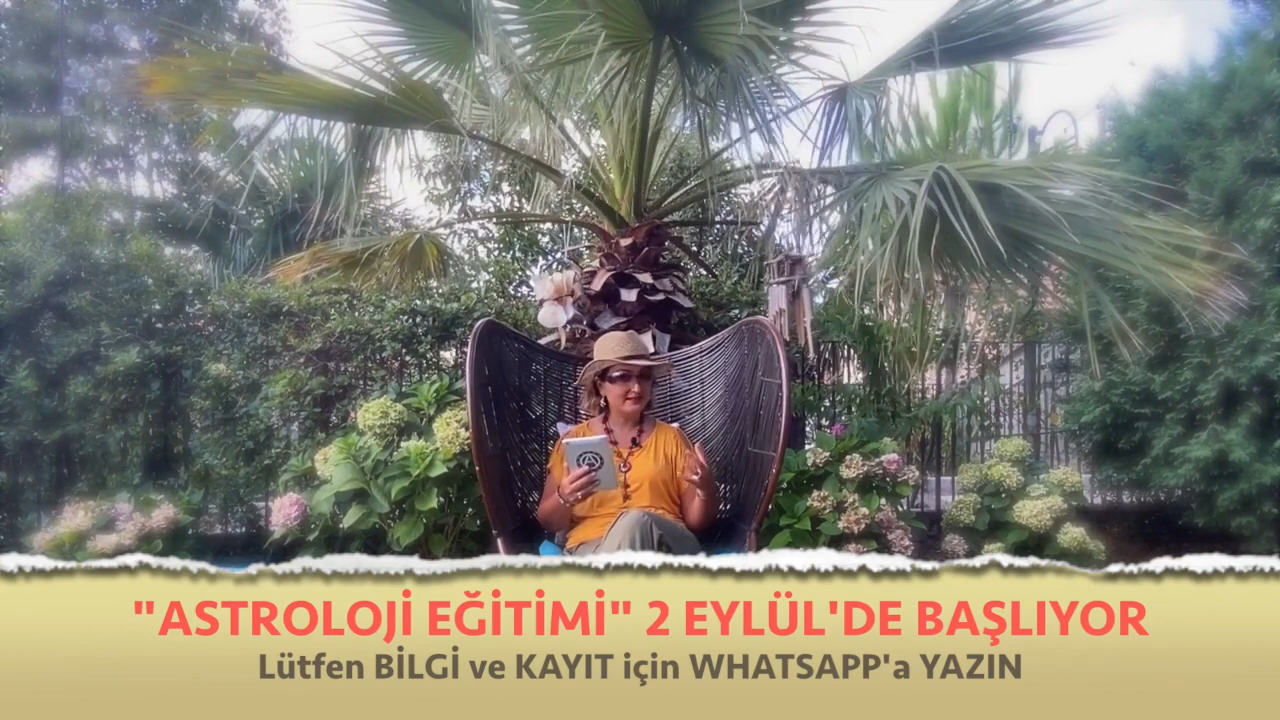 "ASTROLOJİ EĞİTİMİ" 2 EYLÜL'DE BAŞLIYOR
Lütfen BİLGİ ve KAYIT için WHATSAPP'a YAZIN